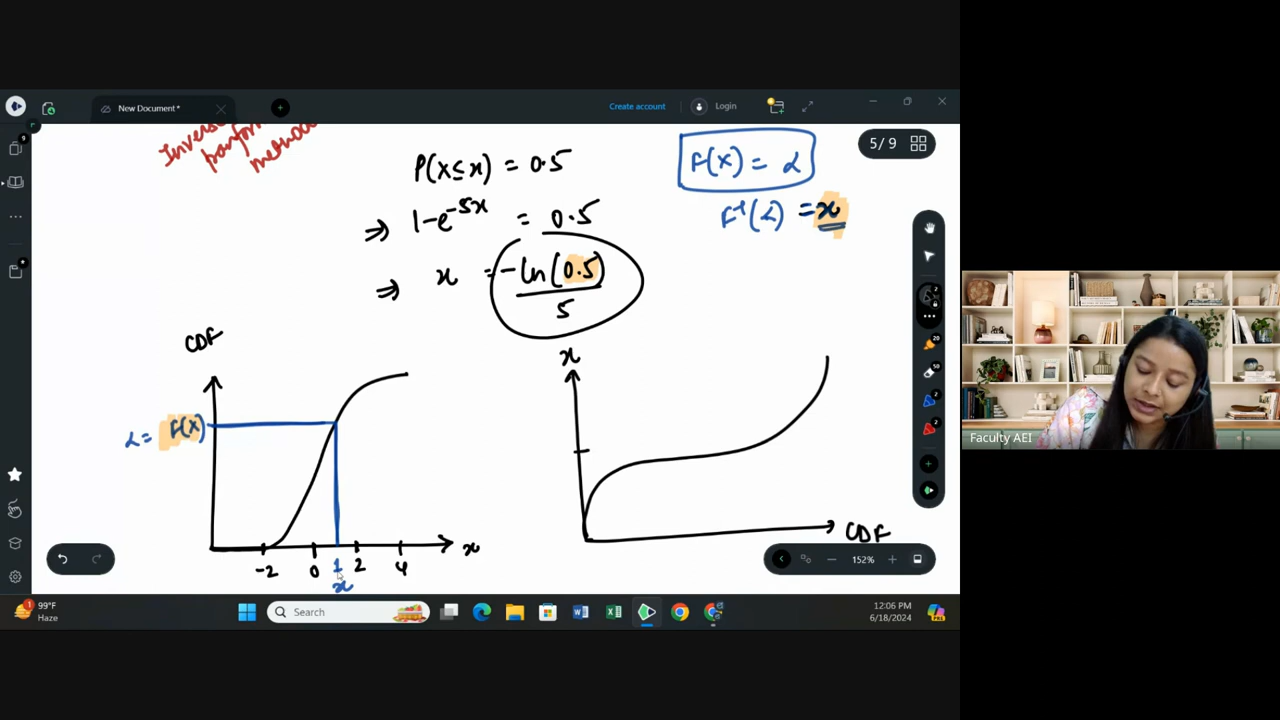 New Document*
Create account
Login
5/9
Inverse
method
P(X≤x) = 0.5
F(X) = α
⇒ 1-e^-5x = 0.5
F⁻¹(α) = x
⇒ x = -ln(0.5)/5
CDF
x
α = F(X)
-2 0 1 2 4
x
x
CDF
Faculty AEI
152%
99°F
Haze
Search
12:06 PM
6/18/2024